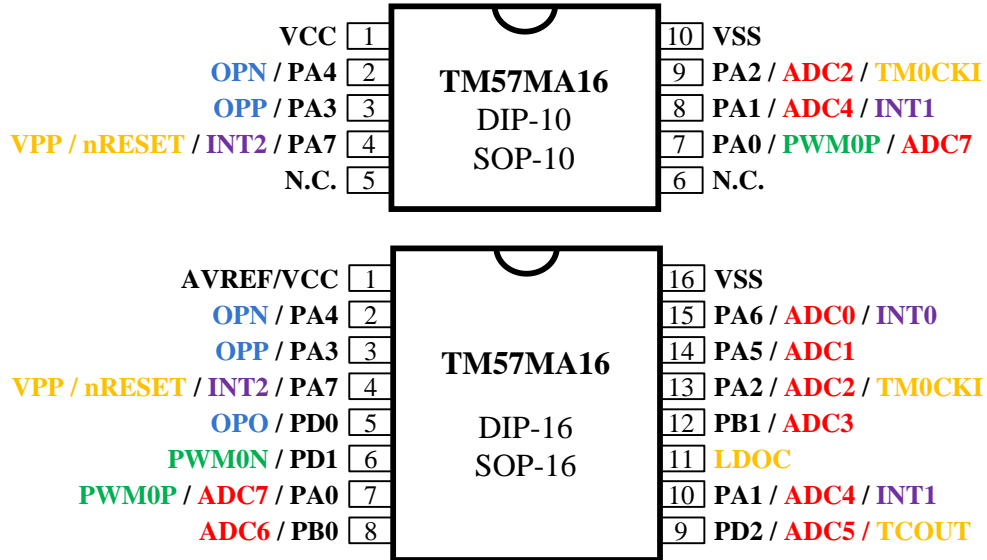 VCC 1 10 VSS
OPN / PA4 2 9 PA2 / ADC2 / TM0CKI
TM57MA16
OPP / PA3 3 8 PA1 / ADC4 / INT1
DIP-10
VPP / nRESET / INT2 / PA7 4 7 PA0 / PWM0P / ADC7
SOP-10
N.C. 5 6 N.C.
AVREF/VCC 1 16 VSS
OPN / PA4 2 15 PA6 / ADC0 / INT0
OPP / PA3 3 14 PA5 / ADC1
TM57MA16
VPP / nRESET / INT2 / PA7 4 13 PA2 / ADC2 / TM0CKI
OPO / PD0 5 12 PB1 / ADC3
DIP-16
PWM0N / PD1 6 11 LDOC
SOP-16
PWM0P / ADC7 / PA0 7 10 PA1 / ADC4 / INT1
ADC6 / PB0 8 9 PD2 / ADC5 / TCOUT